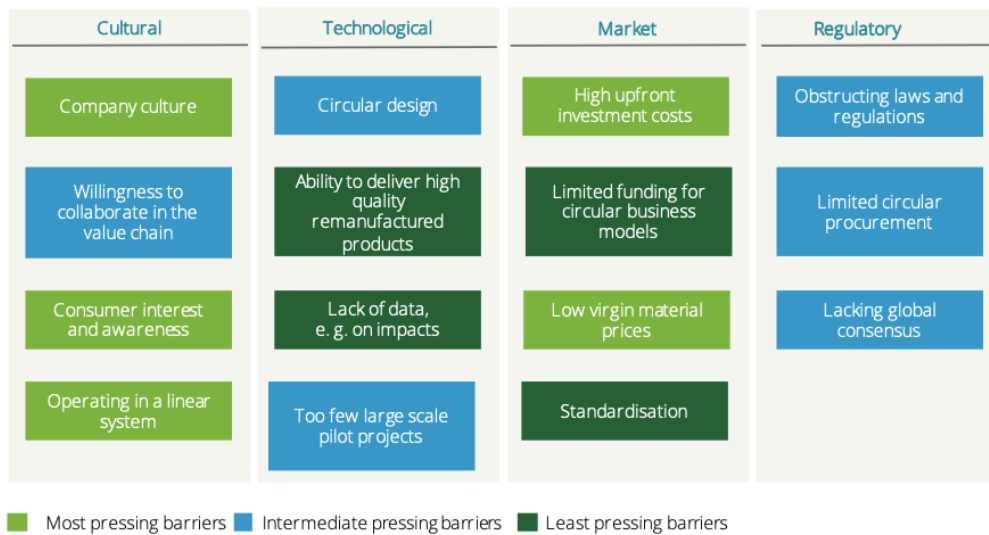 Cultural
Company culture
Willingness to
collaborate in the
value chain
Consumer interest
and awareness
Operating in a linear
system
Technological
Circular design
Ability to deliver high
quality
remanufactured
products
Lack of data,
e. g. on impacts
Too few large scale
pilot projects
Market
High upfront
investment costs
Limited funding for
circular business
models
Low virgin material
prices
Standardisation
Regulatory
Obstructing laws and
regulations
Limited circular
procurement
Lacking global
consensus
Most pressing barriers
Intermediate pressing barriers
Least pressing barriers